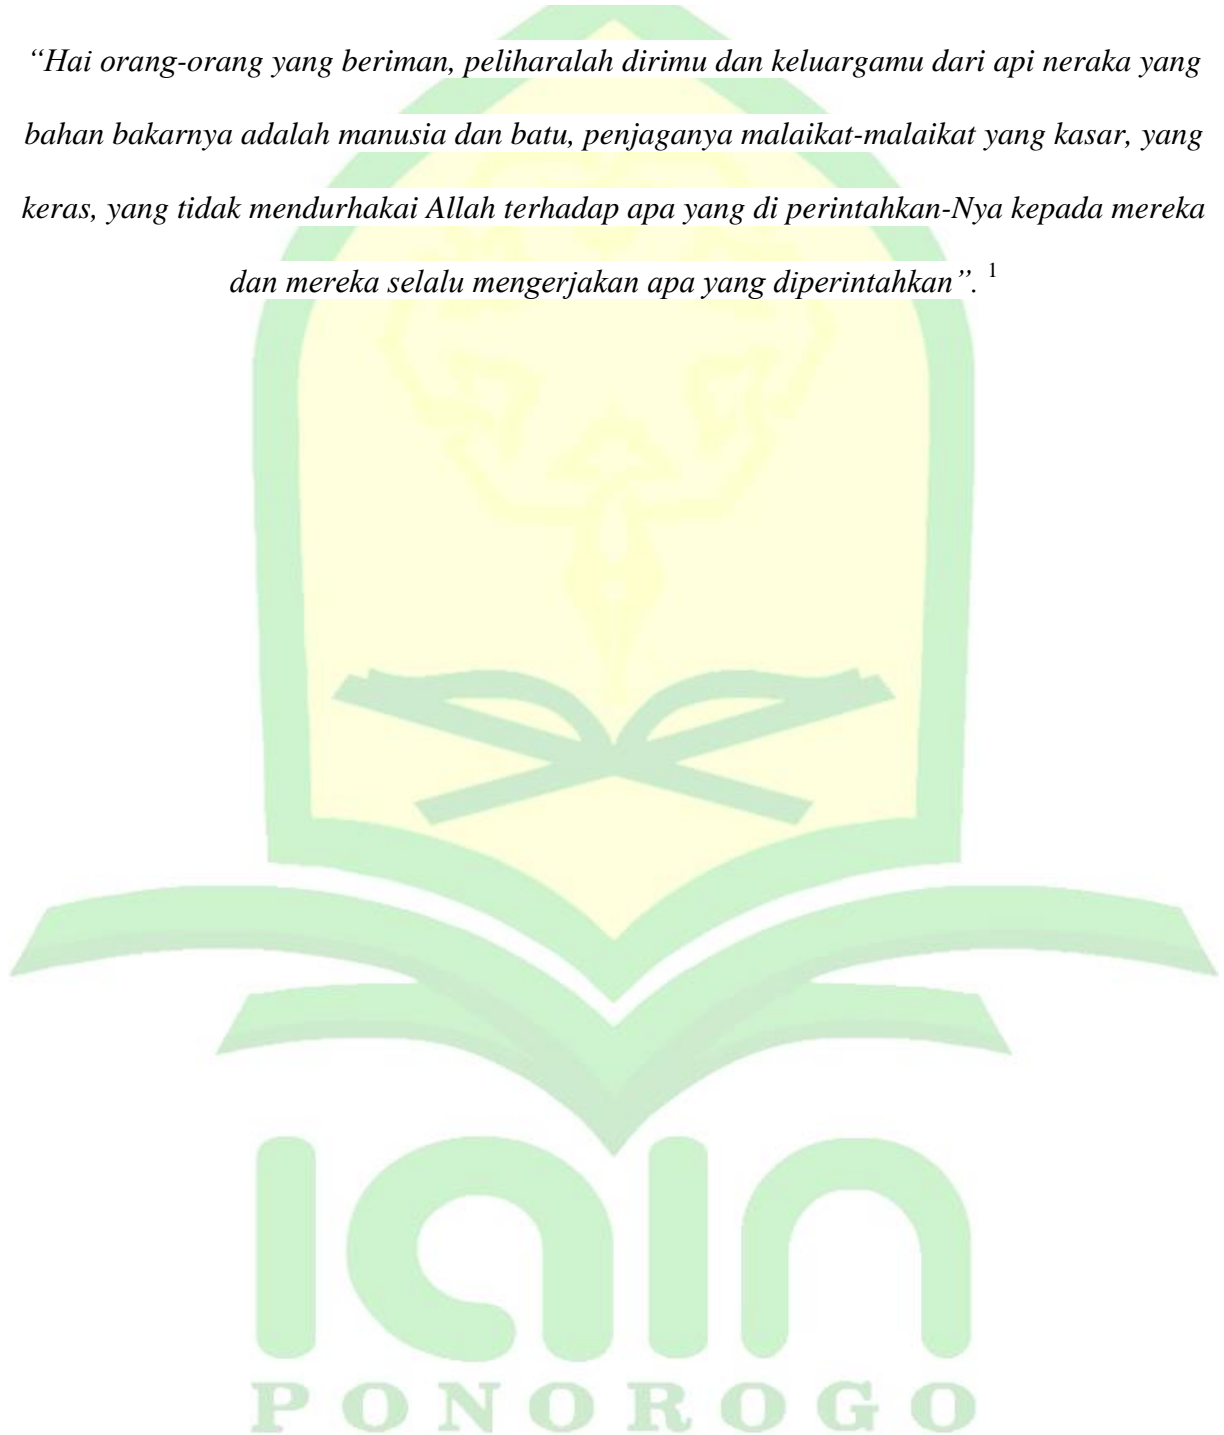 “Hai orang-orang yang beriman, peliharalah dirimu dan keluargamu dari api neraka yang
bahan bakarnya adalah manusia dan batu, penjaganya malaikat-malaikat yang kasar, yang
keras, yang tidak mendurhakai Allah terhadap apa yang di perintahkan-Nya kepada mereka
dan mereka selalu mengerjakan apa yang diperintahkan”. 1
iain
PONOROGO